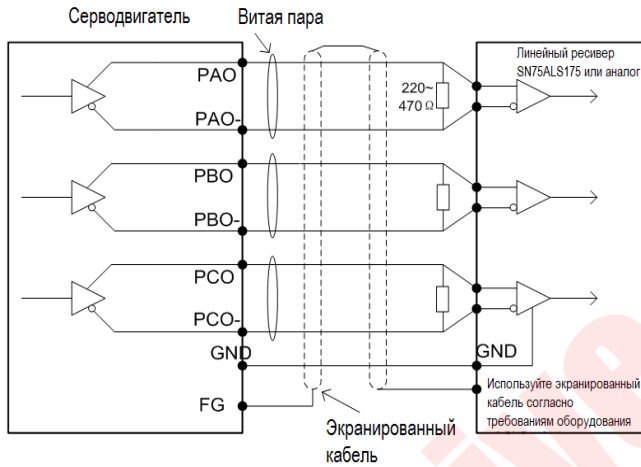 Серводвигатель
Витая пара
Линейный ресивер
SN75ALS175 или аналог
PAO
220~
470 Ω
PAO-
PBO
PBO-
PCO
PCO-
GND
GND
FG
Используйте экранированный
кабель согласно
требованиям оборудования
Экранированный
кабель